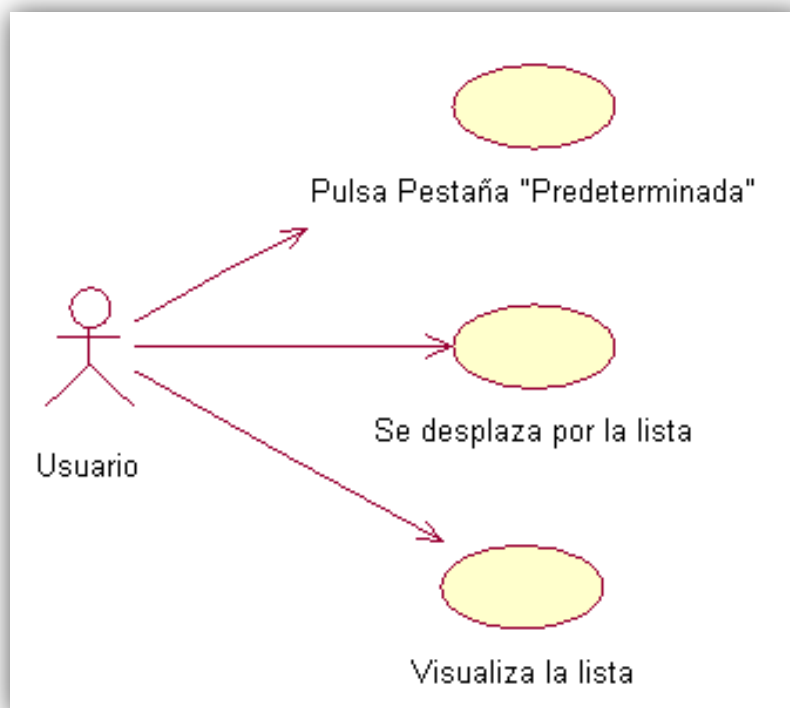 Pulsa Pestaña "Predeterminada"
Se desplaza por la lista
Usuario
Visualiza la lista